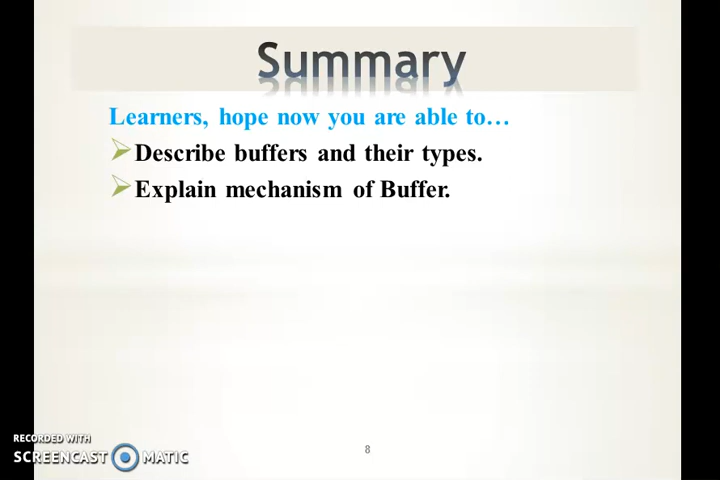 Summary
Learners, hope now you are able to…
Describe buffers and their types.
Explain mechanism of Buffer.
RECORDED WITH
SCREENCAST MATIC
8